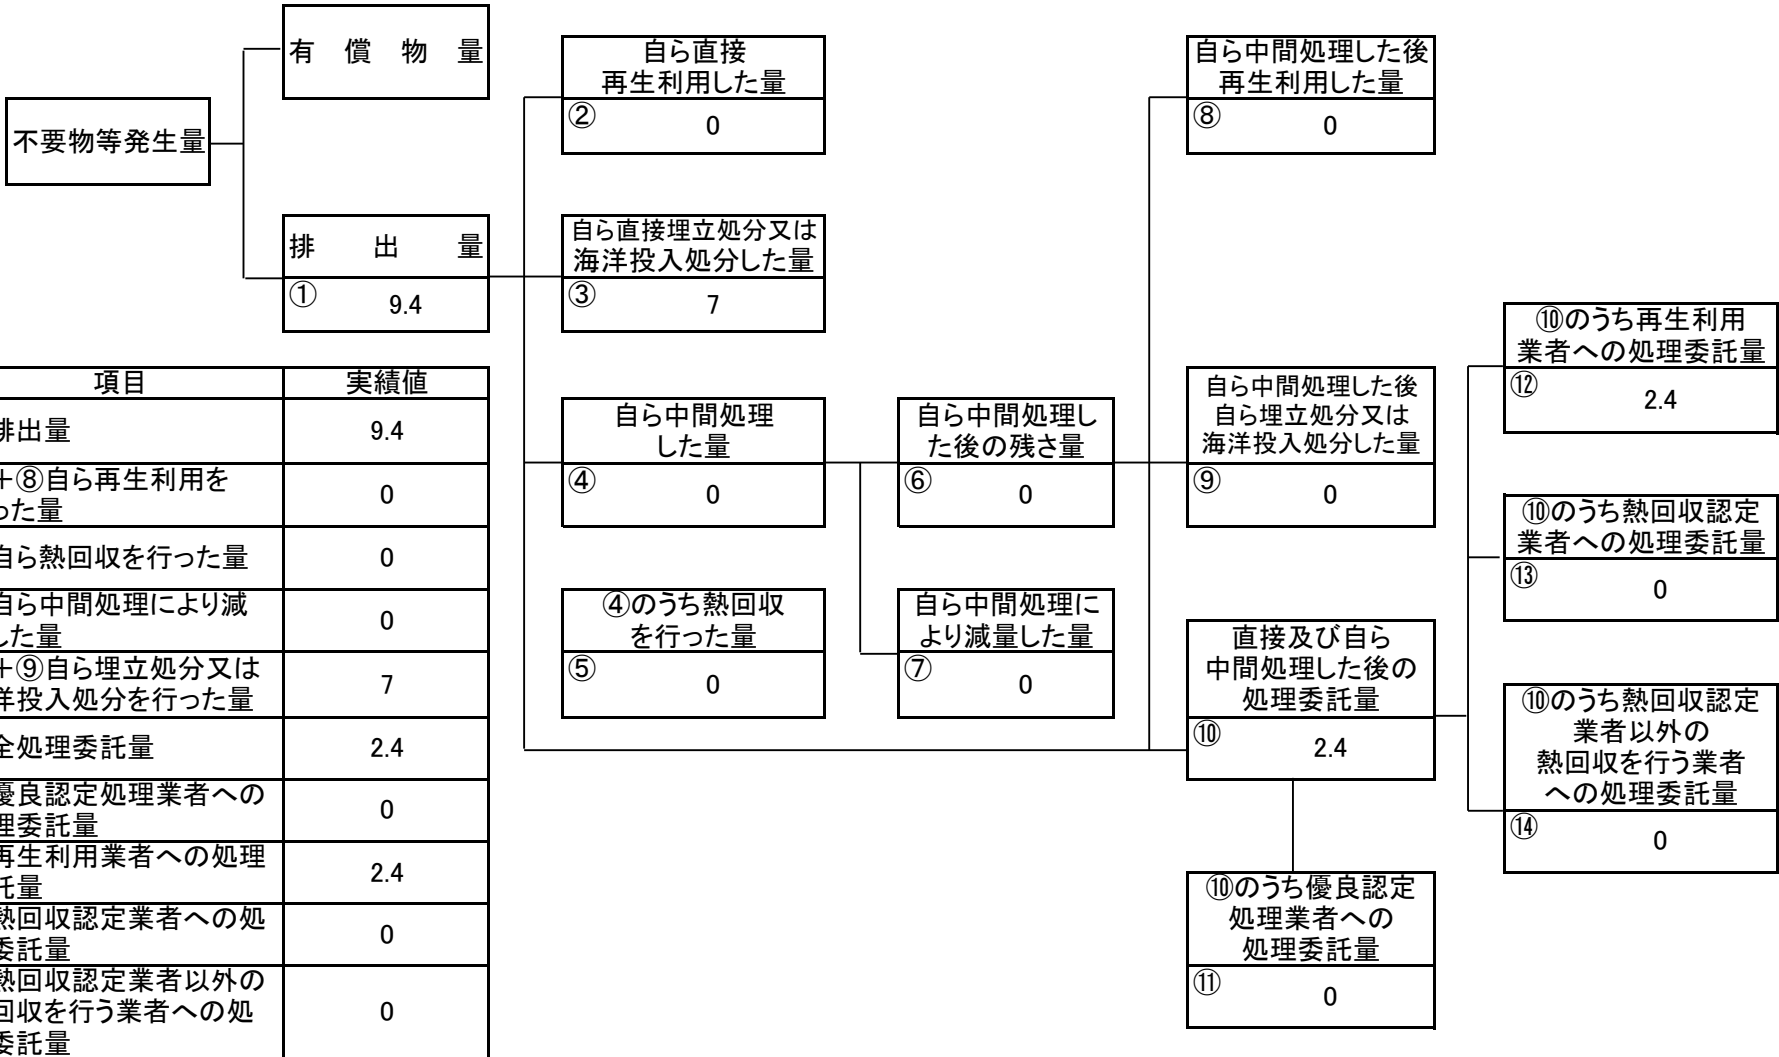 有償物量
不要物等発生量
排出量
① 9.4
自ら直接
再生利用した量
② 0
自ら直接埋立処分又は
海洋投入処分した量
③ 7
自ら中間処理
した量
④ 0
④のうち熱回収
を行った量
⑤ 0
自ら中間処理し
た後の残さ量
⑥ 0
自ら中間処理に
より減量した量
⑦ 0
自ら中間処理した後
再生利用した量
⑧ 0
自ら中間処理した後
自ら埋立処分又は
海洋投入処分した量
⑨ 0
直接及び自ら
中間処理した後の
処理委託量
⑩ 2.4
⑩のうち優良認定
処理業者への
処理委託量
⑪ 0
⑩のうち再生利用
業者への処理委託量
⑫ 2.4
⑩のうち熱回収認定
業者への処理委託量
⑬ 0
⑩のうち熱回収認定
業者以外の
熱回収を行う業者
への処理委託量
⑭ 0
項目 実績値
排出量 9.4
+⑧自ら再生利用を
った量 0
自ら熱回収を行った量 0
自ら中間処理により減
した量 0
+⑨自ら埋立処分又は
洋投入処分を行った量 7
全処理委託量 2.4
優良認定処理業者への
理委託量 0
再生利用業者への処理
託量 2.4
熱回収認定業者への処
委託量 0
熱回収認定業者以外の
回収を行う業者への処
委託量 0